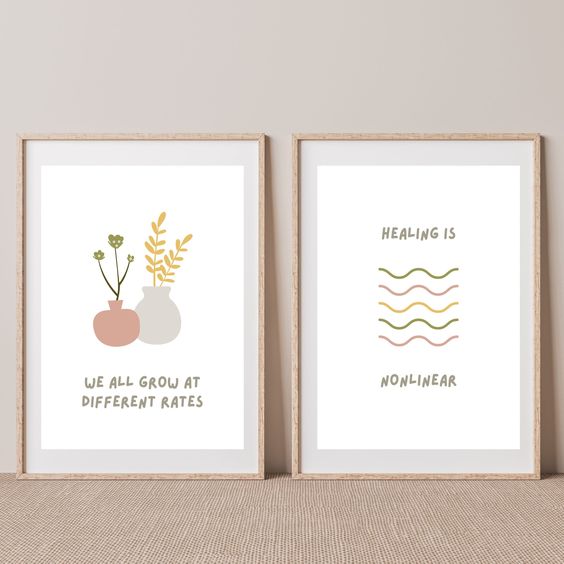 WE ALL GROW AT
DIFFERENT RATES
HEALING IS
NONLINEAR